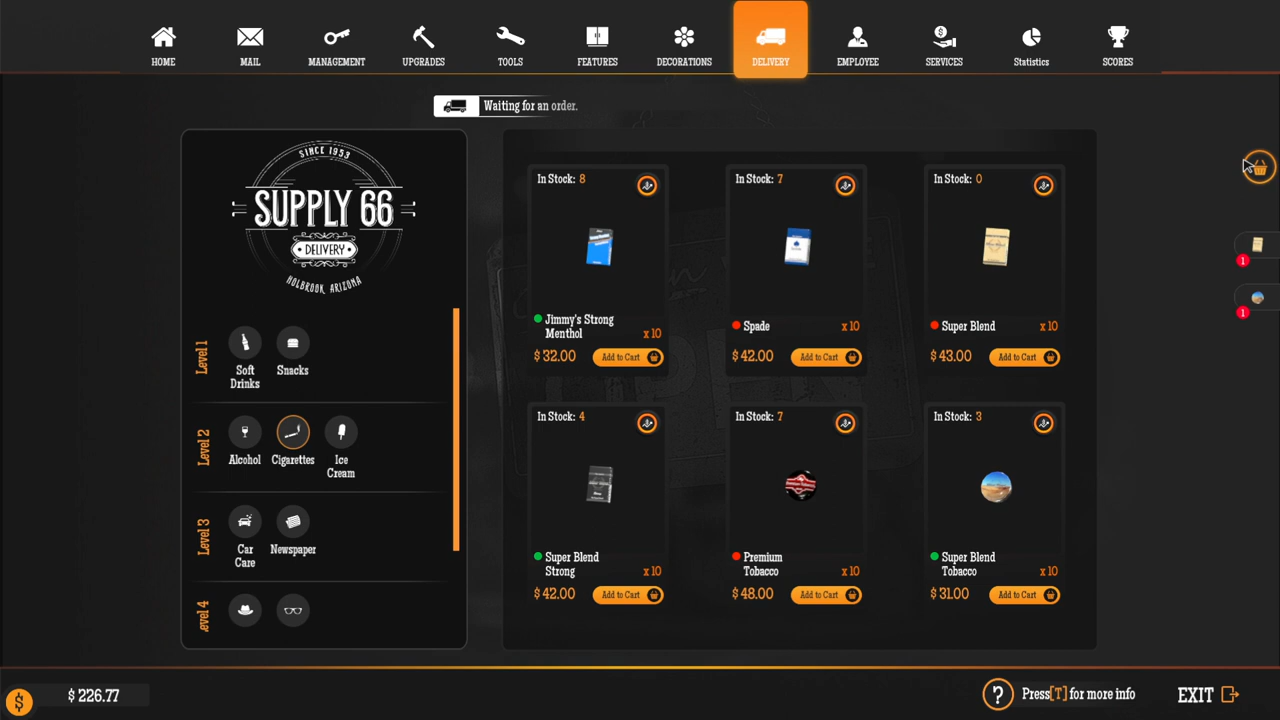 HOME
MAIL
MANAGEMENT
UPGRADES
TOOLS
FEATURES
DECORATIONS
DELIVERY
EMPLOYEE
SERVICES
Statistics
SCORES
Waiting for an order.
SINCE 1953
SUPPLY 66
DELIVERY
HOLBROOK, ARIZONA
Level 1
Soft
Drinks
Snacks
Level 2
Alcohol
Cigarettes
Ice
Cream
Level 3
Car
Care
Newspaper
evel 4
In Stock: 8
Jimmy's Strong
Menthol
x 10
$ 32.00
Add to Cart
In Stock: 7
Spade
x 10
$ 42.00
Add to Cart
In Stock: 0
Super Blend
x 10
$ 43.00
Add to Cart
In Stock: 4
Super Blend
Strong
x 10
$ 42.00
Add to Cart
In Stock: 7
Premium
Tobacco
x 10
$ 48.00
Add to Cart
In Stock: 3
Super Blend
Tobacco
x 10
$ 31.00
Add to Cart
1
1
$ 226.77
? Press[T] for more info
EXIT